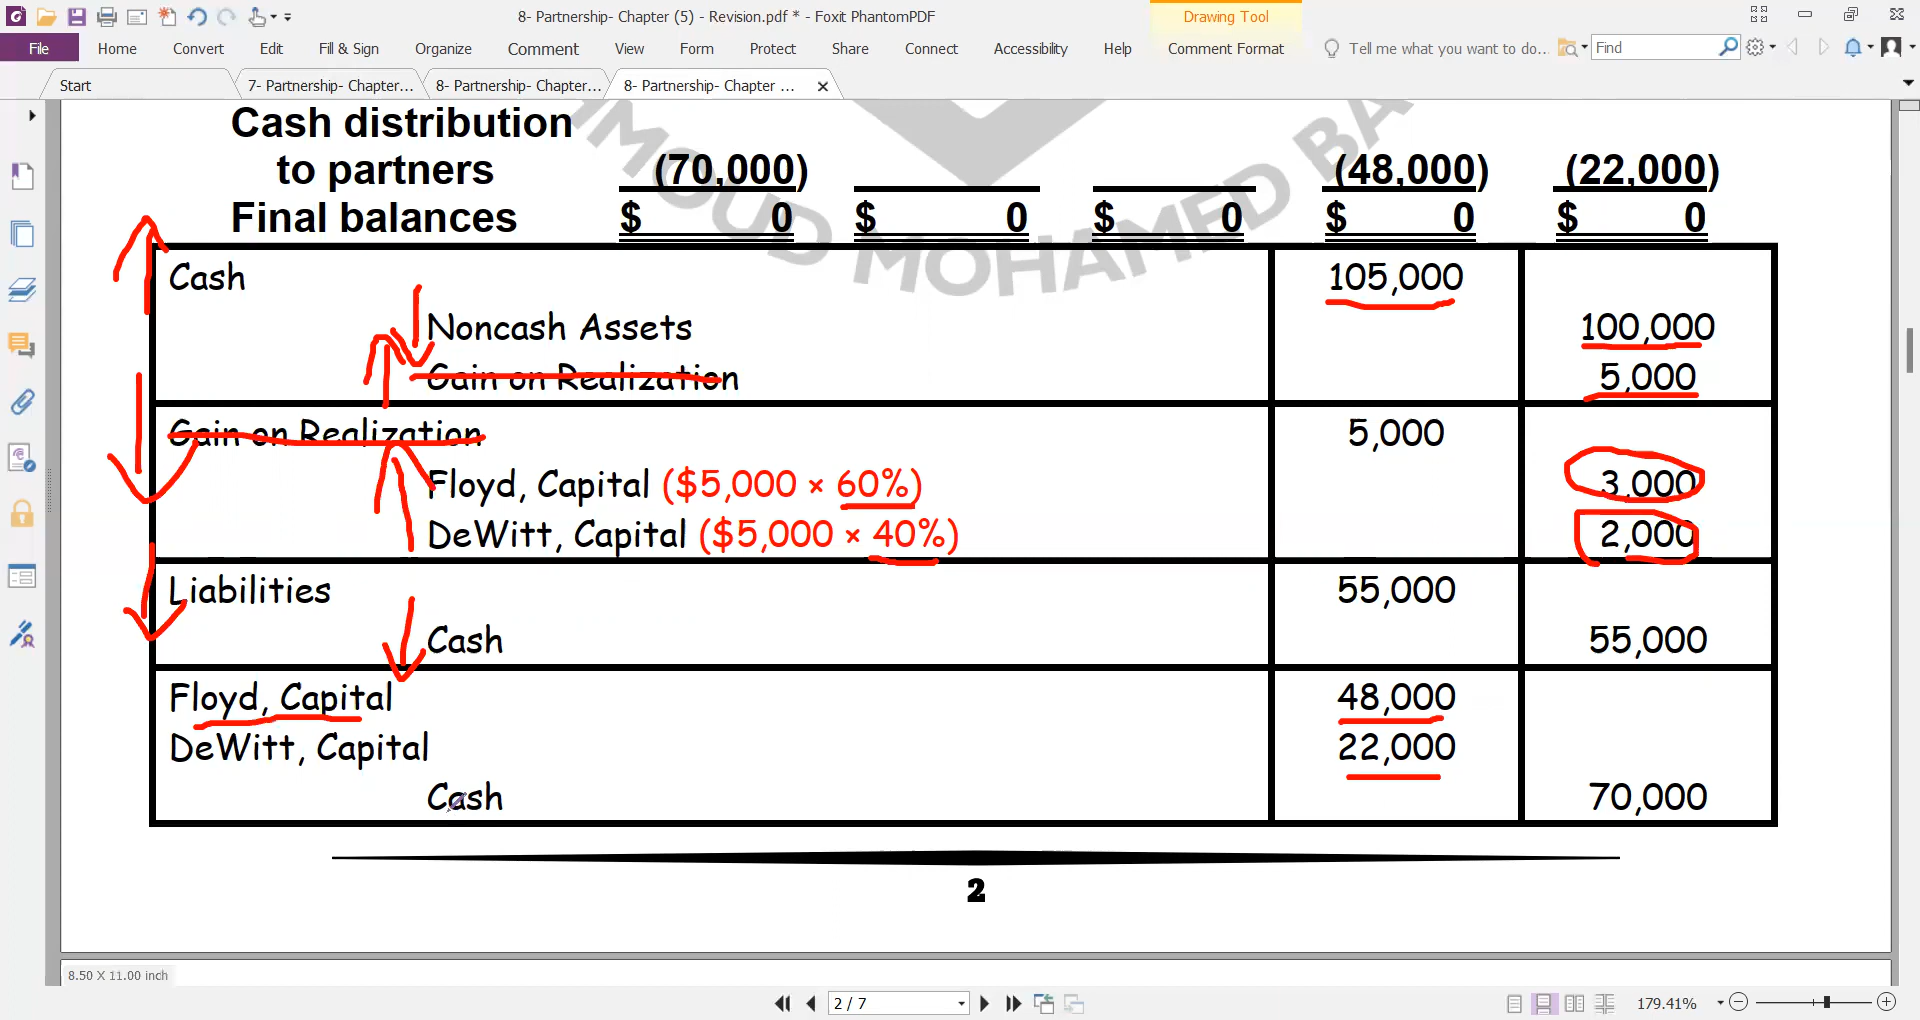 8- Partnership- Chapter (5) - Revision.pdf * - Foxit PhantomPDF
Drawing Tool
File Home Convert Edit Fill & Sign Organize Comment View Form Protect Share Connect Accessibility Help Comment Format Tell me what you want to do... Find
Start 7- Partnership- Chapter... 8- Partnership- Chapter... 8- Partnership- Chapter ...
Cash distribution
to partners (70,000) (48,000) (22,000)
Final balances $ 0 $ 0 $ 0 $ 0 $ 0
MOUD MOHAMED BA
Cash 105,000
Noncash Assets 100,000
Gain on Realization 5,000
Gain on Realization 5,000
Floyd, Capital ($5,000 × 60%) 3,000
DeWitt, Capital ($5,000 × 40%) 2,000
Liabilities 55,000
Cash 55,000
Floyd, Capital 48,000
DeWitt, Capital 22,000
Cash 70,000
2
8.50 X 11.00 inch
2 / 7 179.41%